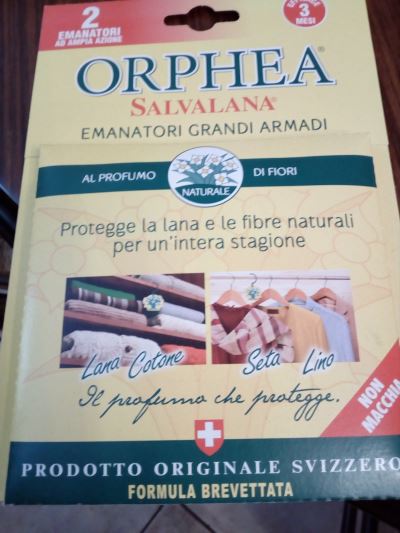 2
EMANATORI
AD AMPIA AZIONE
3
MESI
ORPHEA®
SALVALANA®
EMANATORI GRANDI ARMADI
AL PROFUMO DI FIORI
NATURALE
Protegge la lana e le fibre naturali
per un'intera stagione
Lana Cotone Seta Lino
Il profumo che protegge.
NON
MACCHIA
PRODOTTO ORIGINALE SVIZZERO
FORMULA BREVETTATA